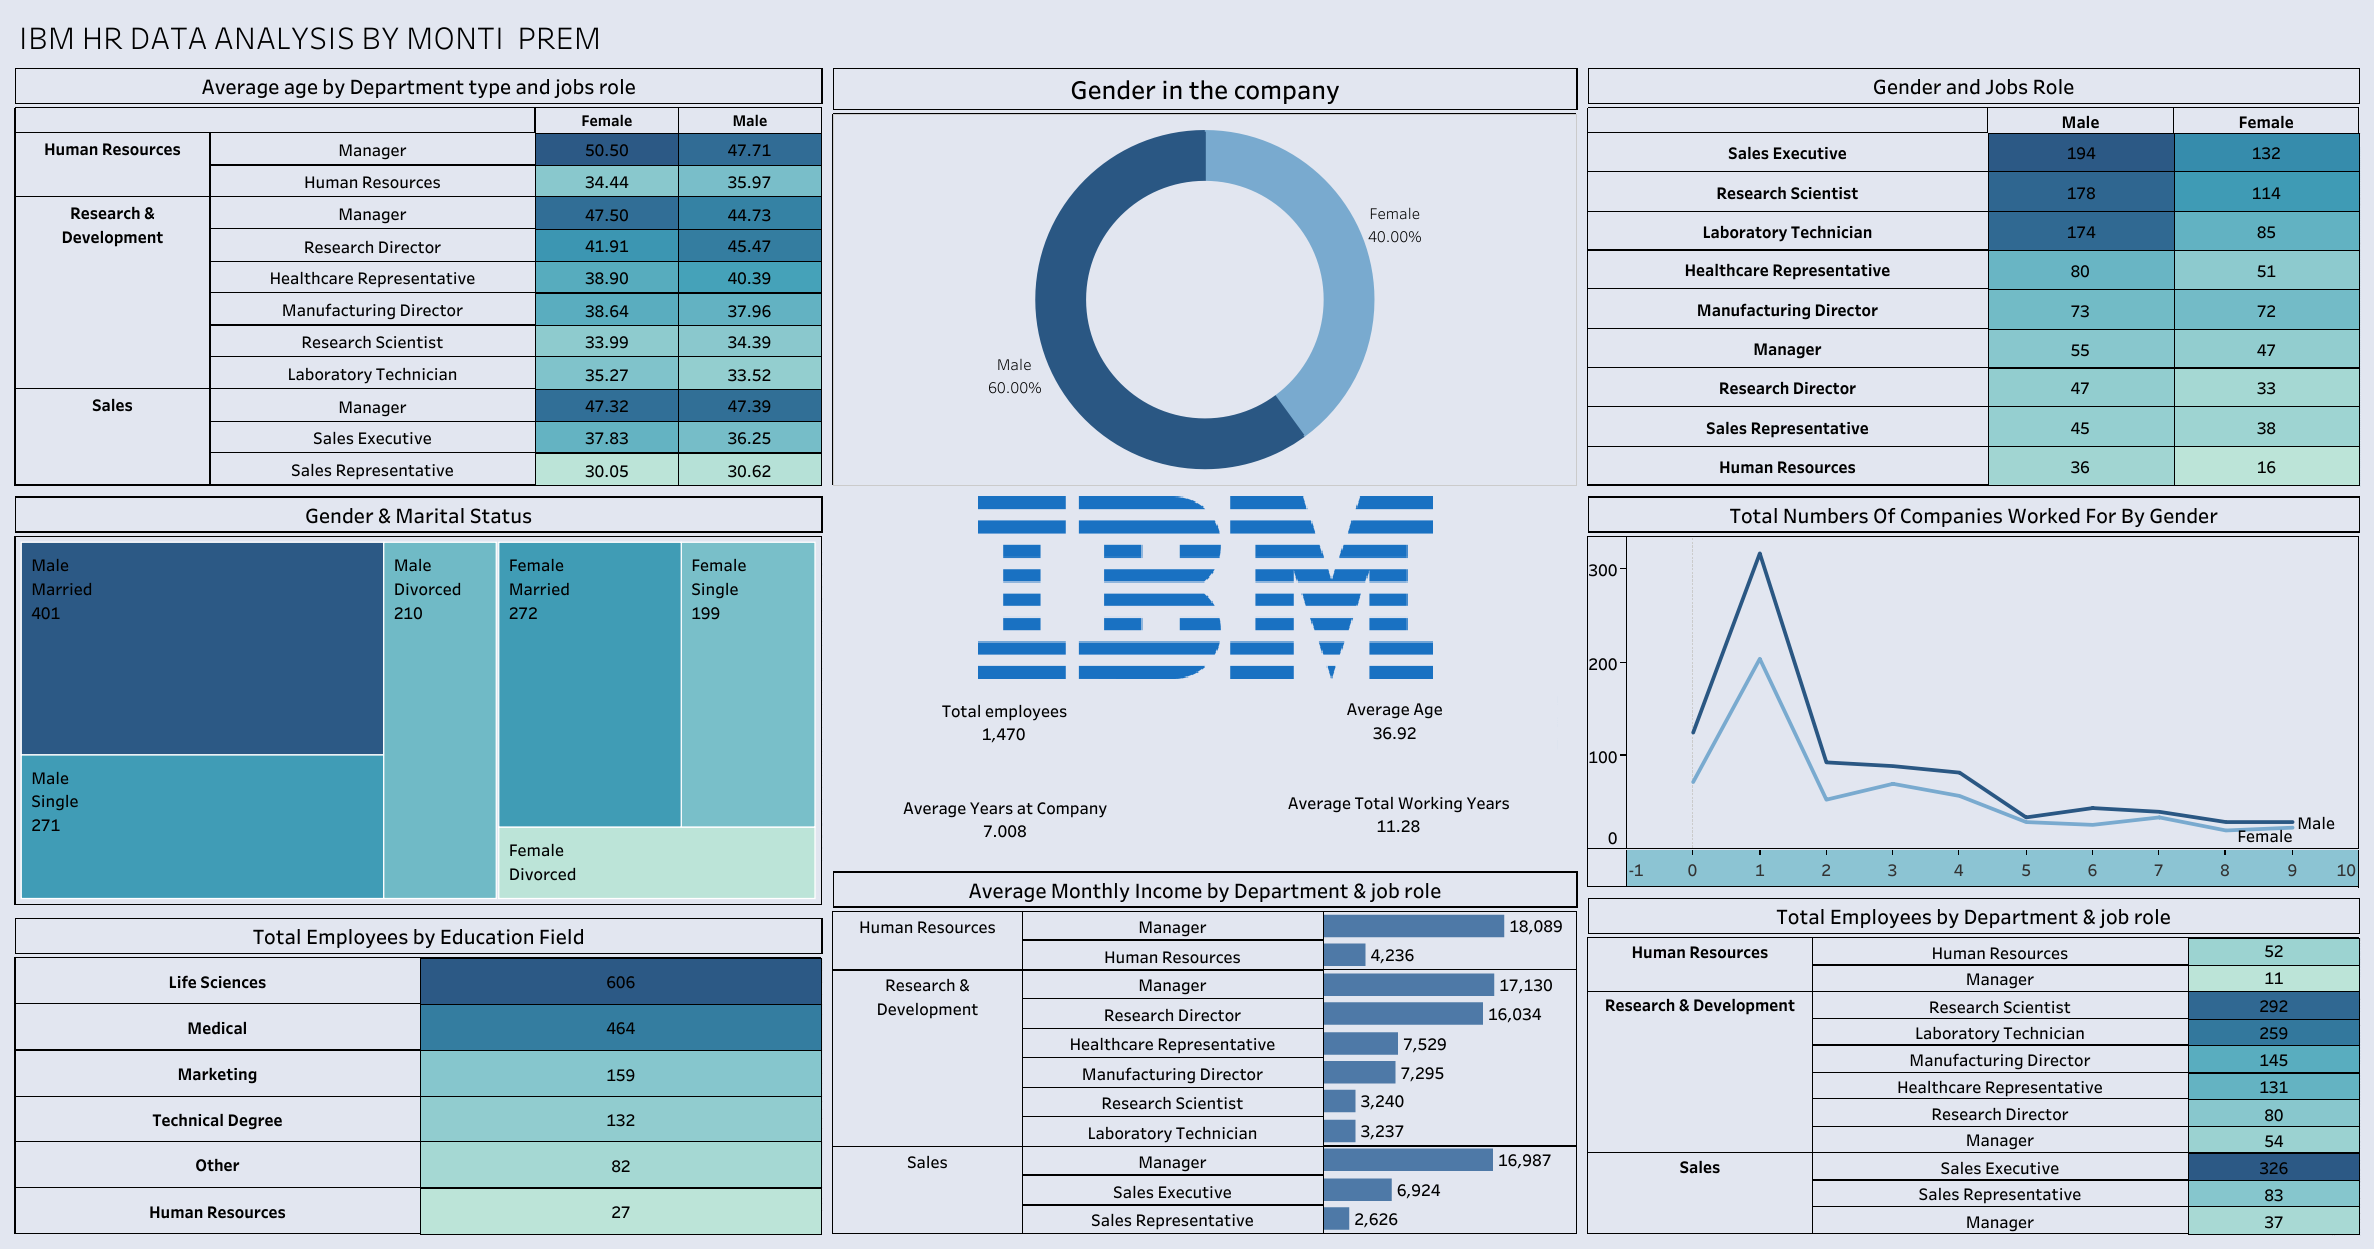 IBM HR DATA ANALYSIS BY MONTI  PREM
Average age by Department type and jobs role
Female Male
Human Resources Manager 50.50 47.71
Human Resources 34.44 35.97
Research &
Development
Manager 47.50 44.73
Research Director 41.91 45.47
Healthcare Representative 38.90 40.39
Manufacturing Director 38.64 37.96
Research Scientist 33.99 34.39
Laboratory Technician 35.27 33.52
Sales Manager 47.32 47.39
Sales Executive 37.83 36.25
Sales Representative 30.05 30.62
Gender in the company
Female
40.00%
Male
60.00%
Gender and Jobs Role
Male Female
Sales Executive 194 132
Research Scientist 178 114
Laboratory Technician 174 85
Healthcare Representative 80 51
Manufacturing Director 73 72
Manager 55 47
Research Director 47 33
Sales Representative 45 38
Human Resources 36 16
Gender & Marital Status
Male
Married
401
Male
Single
271
Male
Divorced
210
Female
Married
272
Female
Single
199
Female
Divorced
IBM
Total employees
1,470
Average Age
36.92
Average Years at Company
7.008
Average Total Working Years
11.28
Total Numbers Of Companies Worked For By Gender
300
200
100
0
Male
Female
-1 0 1 2 3 4 5 6 7 8 9 10
Total Employees by Education Field
Life Sciences 606
Medical 464
Marketing 159
Technical Degree 132
Other 82
Human Resources 27
Average Monthly Income by Department & job role
Human Resources Manager 18,089
Human Resources 4,236
Research &
Development
Manager 17,130
Research Director 16,034
Healthcare Representative 7,529
Manufacturing Director 7,295
Research Scientist 3,240
Laboratory Technician 3,237
Sales Manager 16,987
Sales Executive 6,924
Sales Representative 2,626
Total Employees by Department & job role
Human Resources Human Resources 52
Manager 11
Research & Development Research Scientist 292
Laboratory Technician 259
Manufacturing Director 145
Healthcare Representative 131
Research Director 80
Manager 54
Sales Sales Executive 326
Sales Representative 83
Manager 37